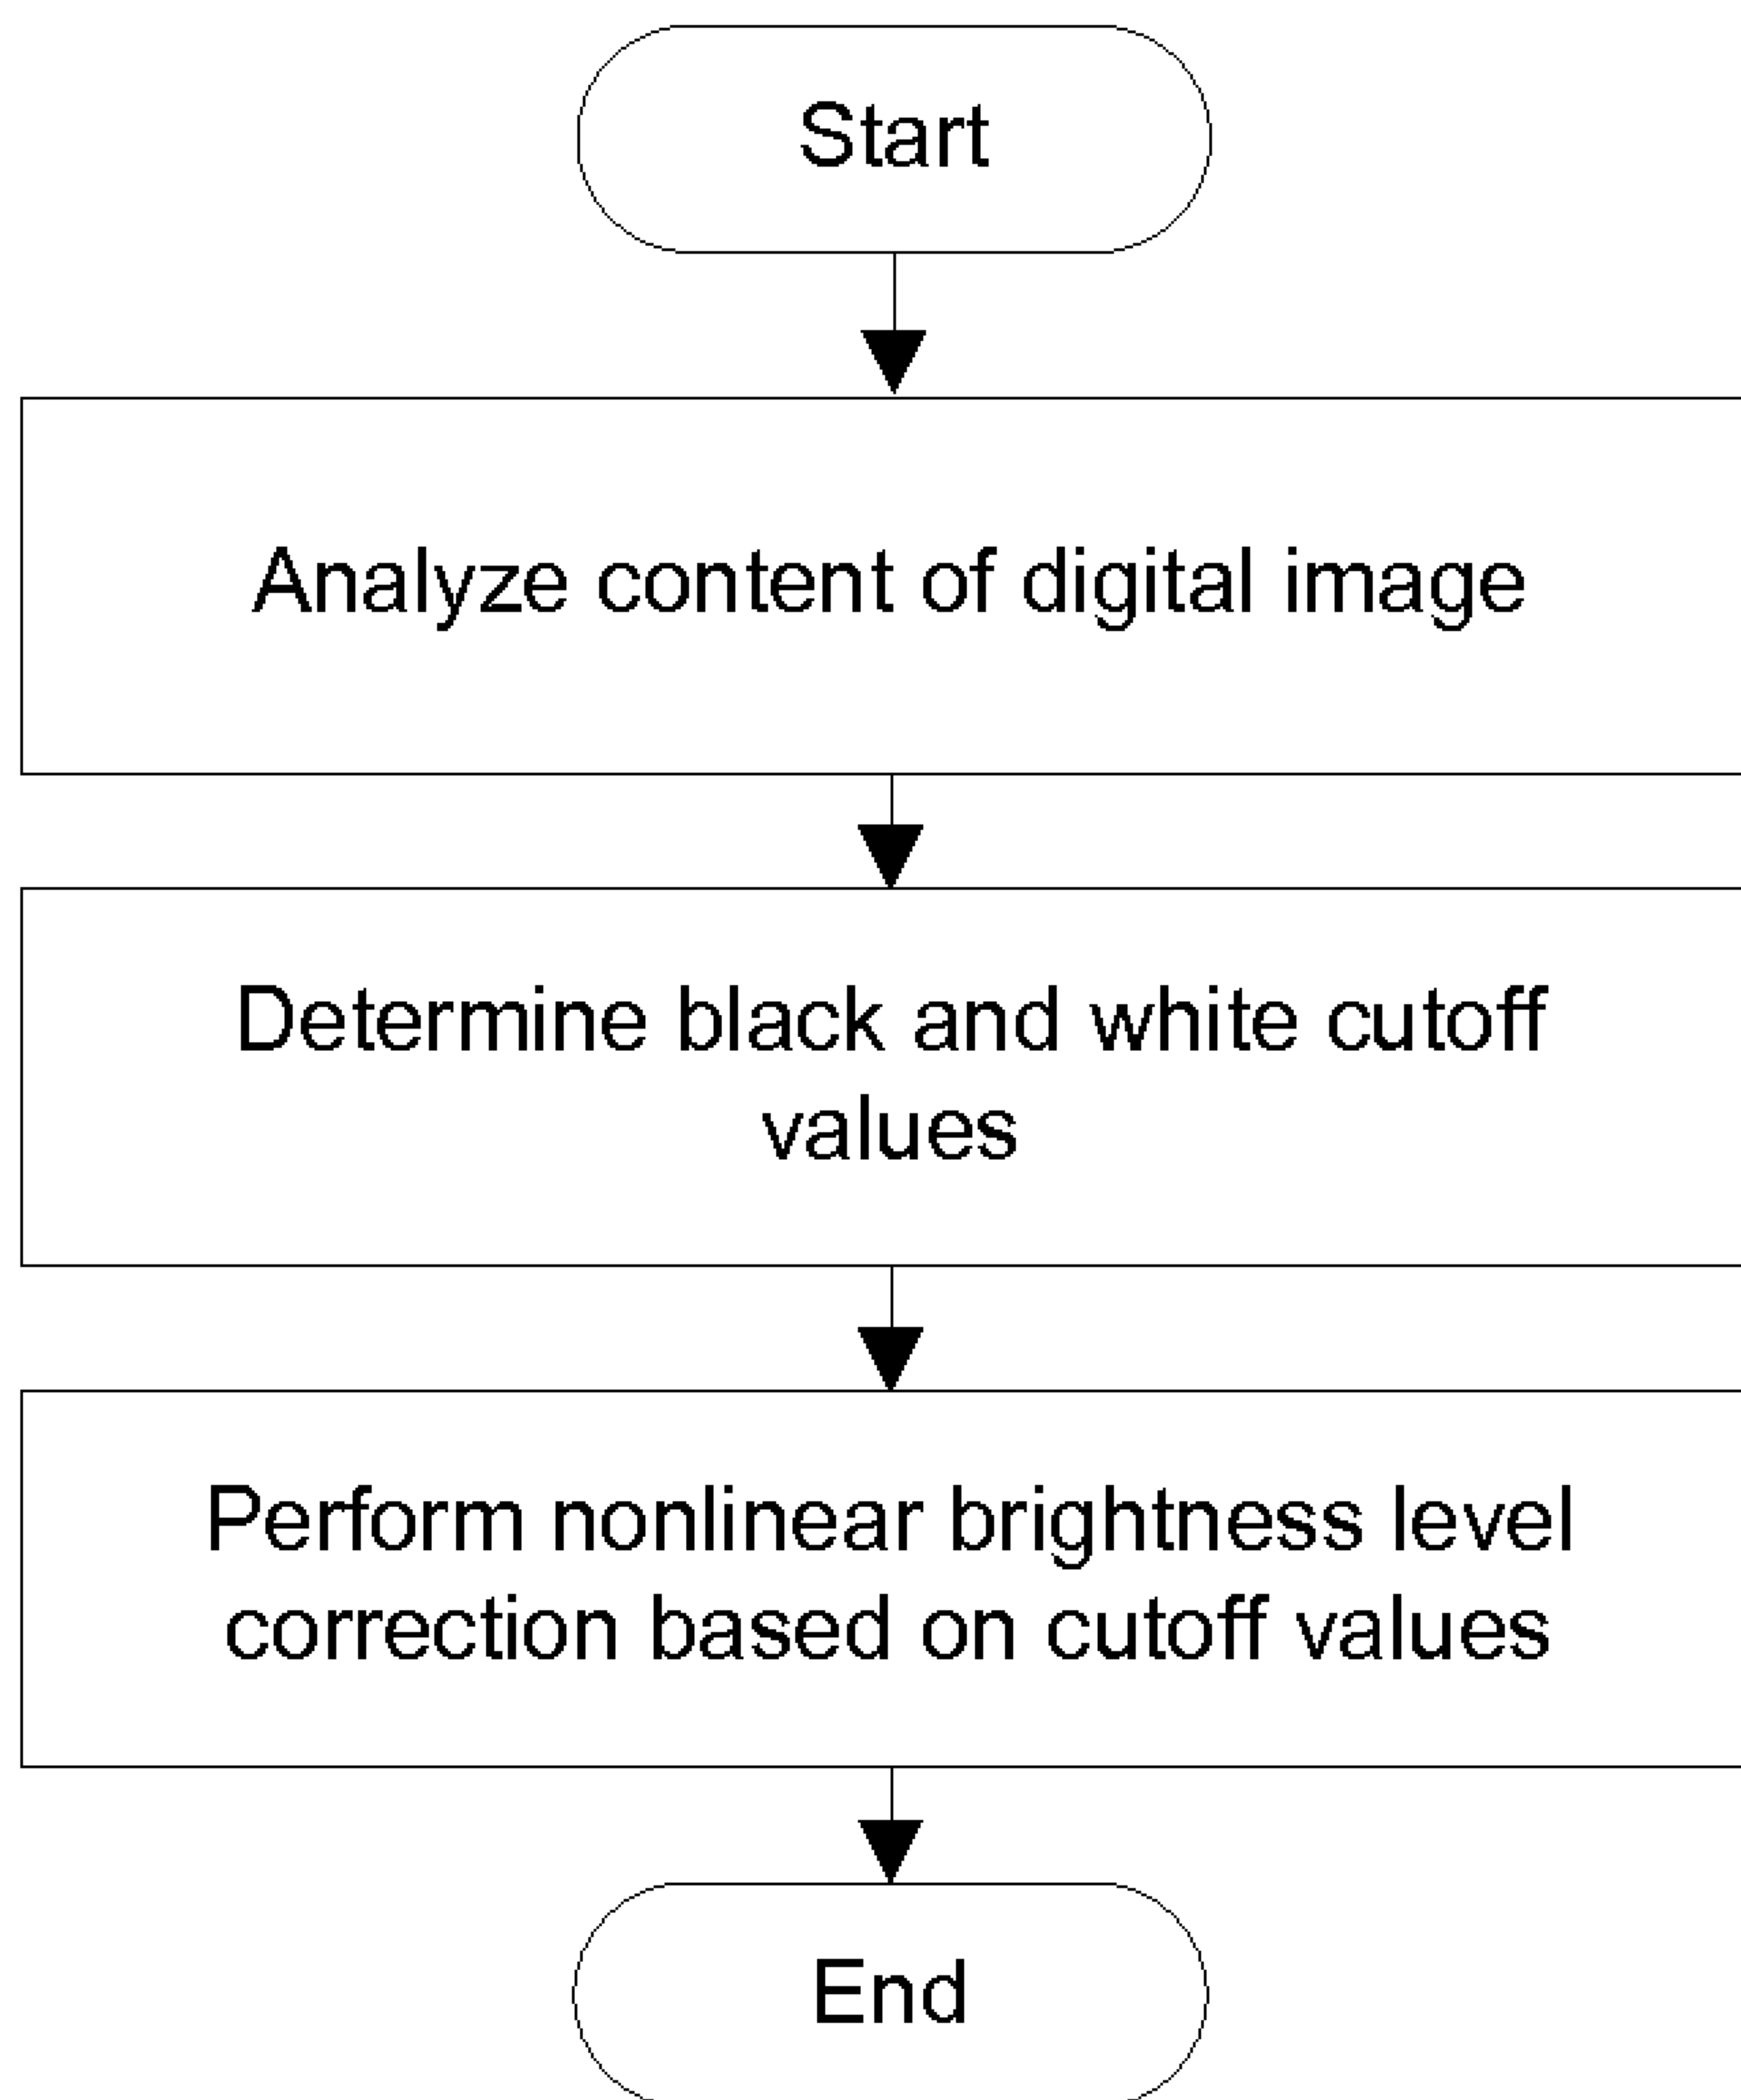 Start
Analyze content of digital image
Determine black and white cutoff
values
Perform nonlinear brightness level
correction based on cutoff values
End